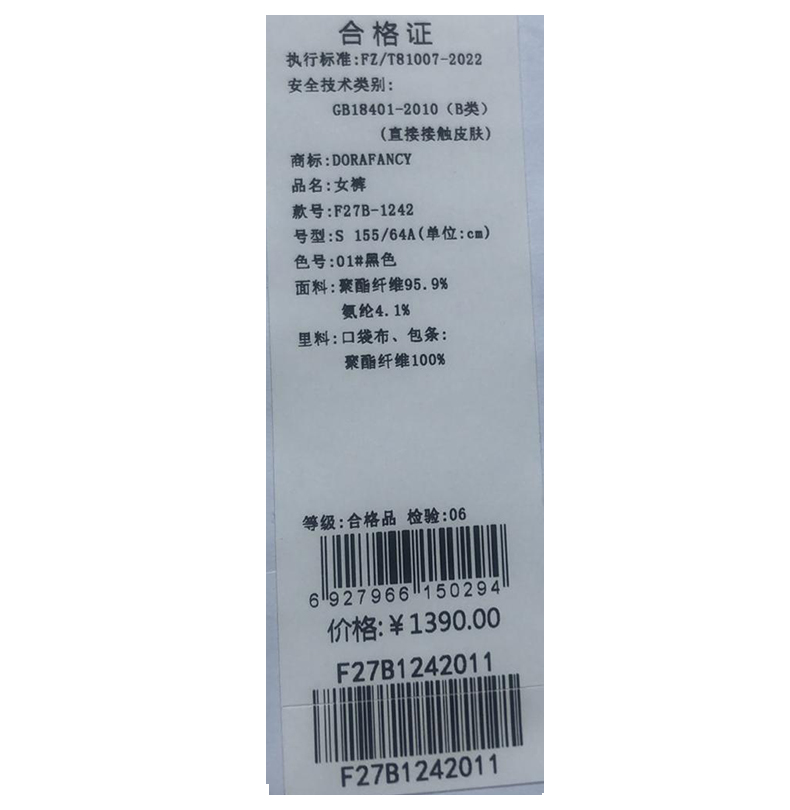 合格证
执行标准:FZ/T81007-2022
安全技术类别:
GB18401-2010（B类）
(直接接触皮肤)
商标:DORAFANCY
品名:女裤
款号:F27B-1242
号型:S 155/64A(单位:cm)
色号:01#黑色
面料:聚酯纤维95.9%
氨纶4.1%
里料:口袋布、包条:
聚酯纤维100%
等级:合格品 检验:06
6 927966 150294
价格:¥1390.00
F27B1242011
F27B1242011